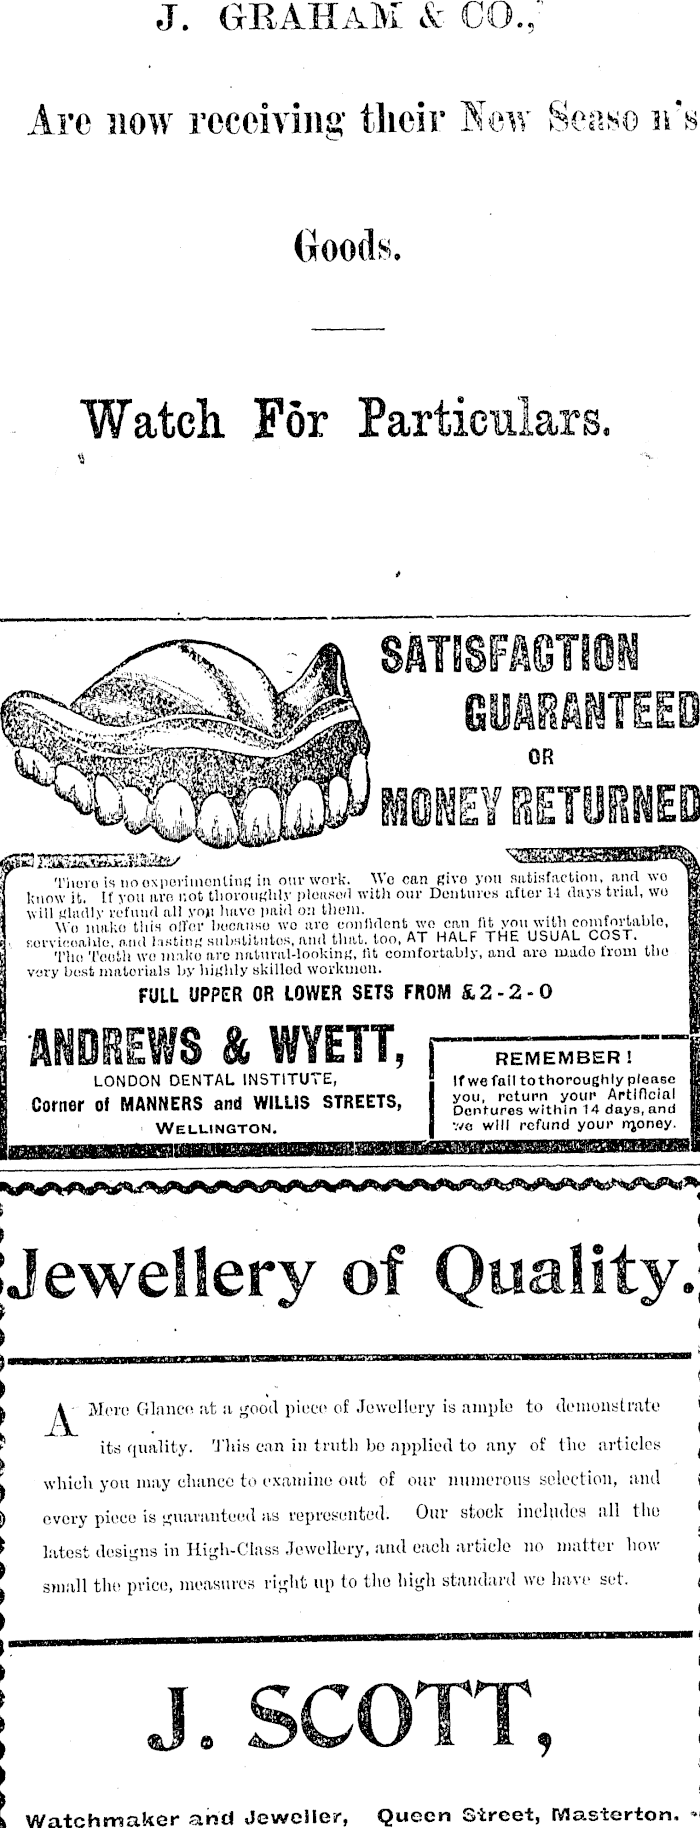 J. GRAHAM & CO.,
Are now receiving their New Season's
Goods.
Watch For Particulars.
SATISFACTION
GUARANTEED
OR
MONEY RETURNED
There is no experimenting in our work. We can give you satisfaction, and we
know it. If you are not thoroughly pleased with our Dentures after 14 days trial, we
will gladly refund all you have paid on them.
We make this offer because we are confident we can fit you with comfortable,
serviceable, and lasting substitutes, and that, too, AT HALF THE USUAL COST.
The Teeth we make are natural-looking, fit comfortably, and are made from the
very best materials by highly skilled workmen.
FULL UPPER OR LOWER SETS FROM £2-2-0
ANDREWS & WYETT,
LONDON DENTAL INSTITUTE,
Corner of MANNERS and WILLIS STREETS,
WELLINGTON.
REMEMBER!
If we fail to thoroughly please
you, return your Artificial
Dentures within 14 days, and
we will refund your money.
Jewellery of Quality.
A Mere Glance at a good piece of Jewellery is ample to demonstrate
its quality. This can in truth be applied to any of the articles
which you may chance to examine out of our numerous selection, and
every piece is guaranteed as represented. Our stock includes all the
latest designs in High-Class Jewellery, and each article no matter how
small the price, measures right up to the high standard we have set.
J. SCOTT,
Watchmaker and Jeweller, Queen Street, Masterton.